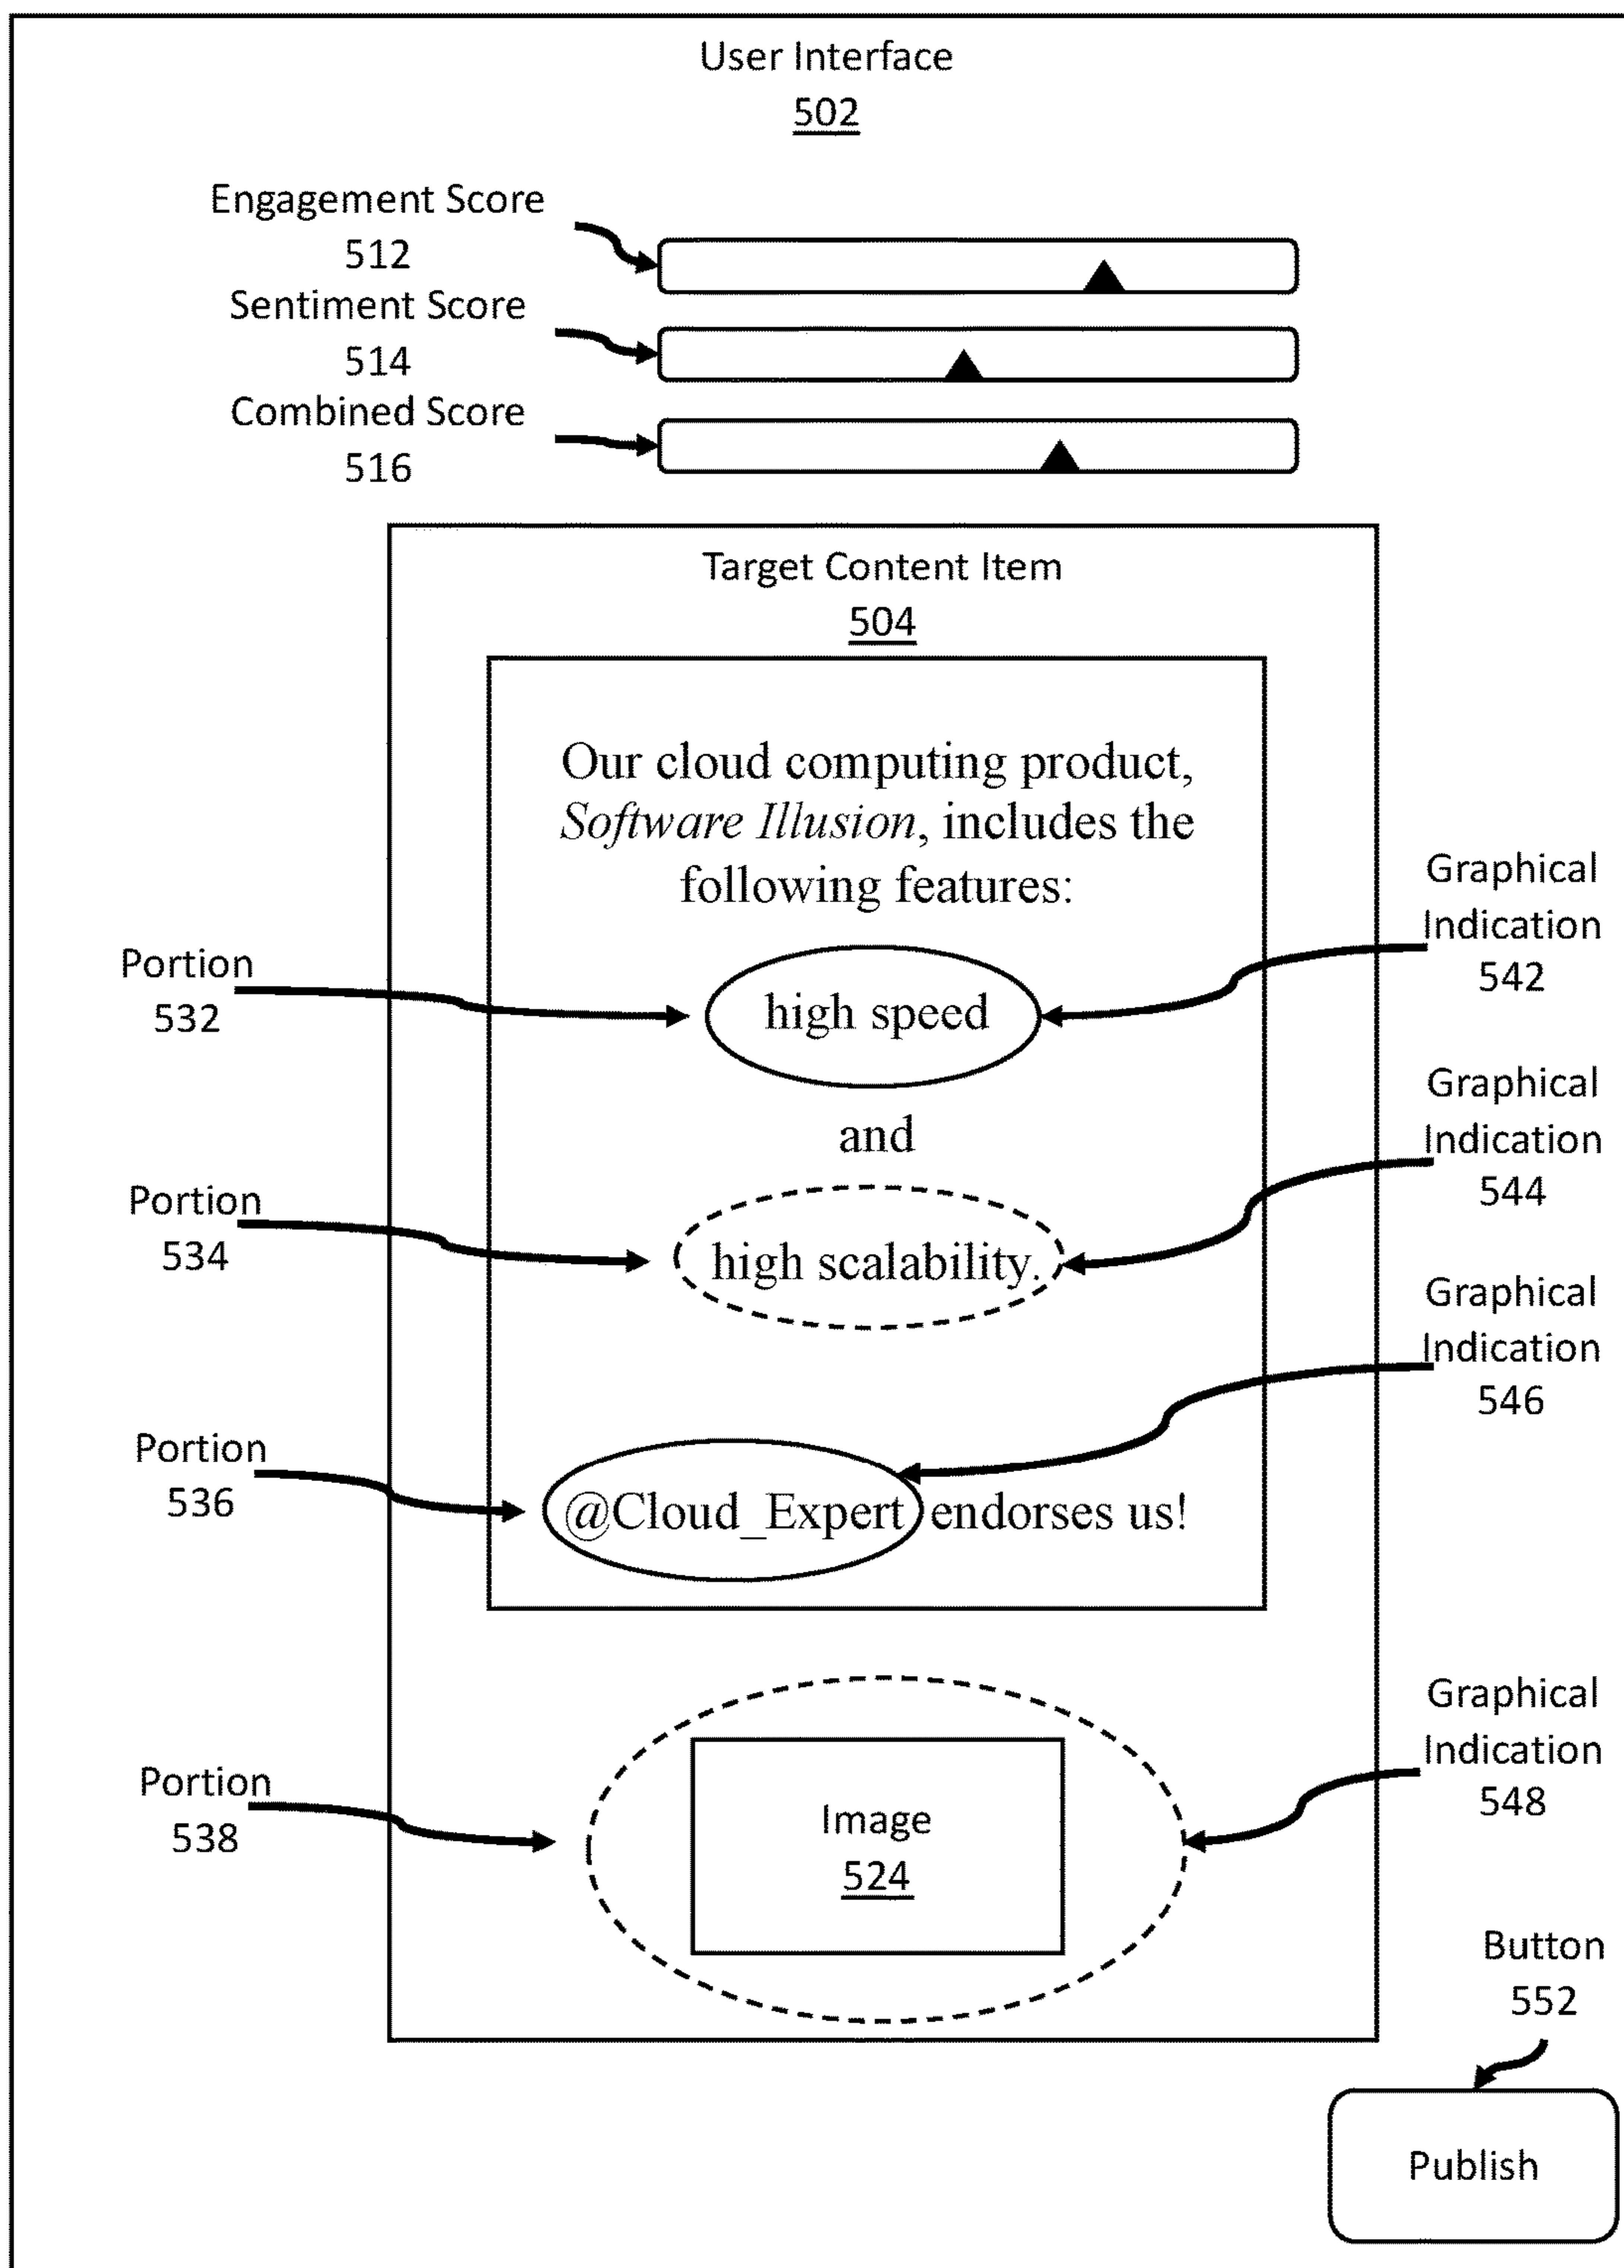 User Interface
502
Engagement Score
512
Sentiment Score
514
Combined Score
516
Target Content Item
504
Our cloud computing product,
Software Illusion, includes the
following features:
Graphical
Indication
542
Portion
532
high speed
and
Graphical
Indication
544
Portion
534
high scalability.
Graphical
Indication
546
Portion
536
@Cloud_Expert endorses us!
Graphical
Indication
548
Portion
538
Image
524
Button
552
Publish